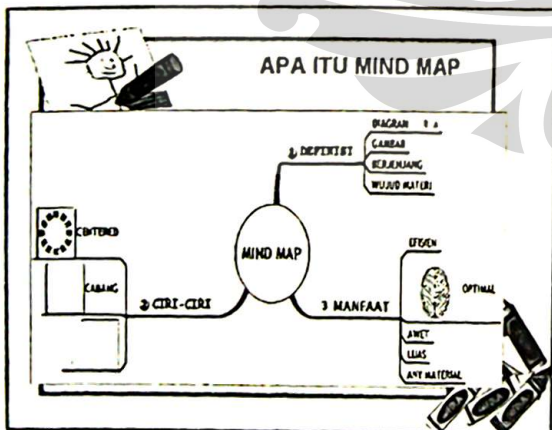 APA ITU MIND MAP
1 DEFINISI
DIAGRAM
GAMBAR
BERJENJANG
WUJUD MATERI
MIND MAP
CENTERED
CABANG
2 CIRI-CIRI
3 MANFAAT
EFISIEN
OPTIMAL
AWET
LUAS
ANY MATERIAL